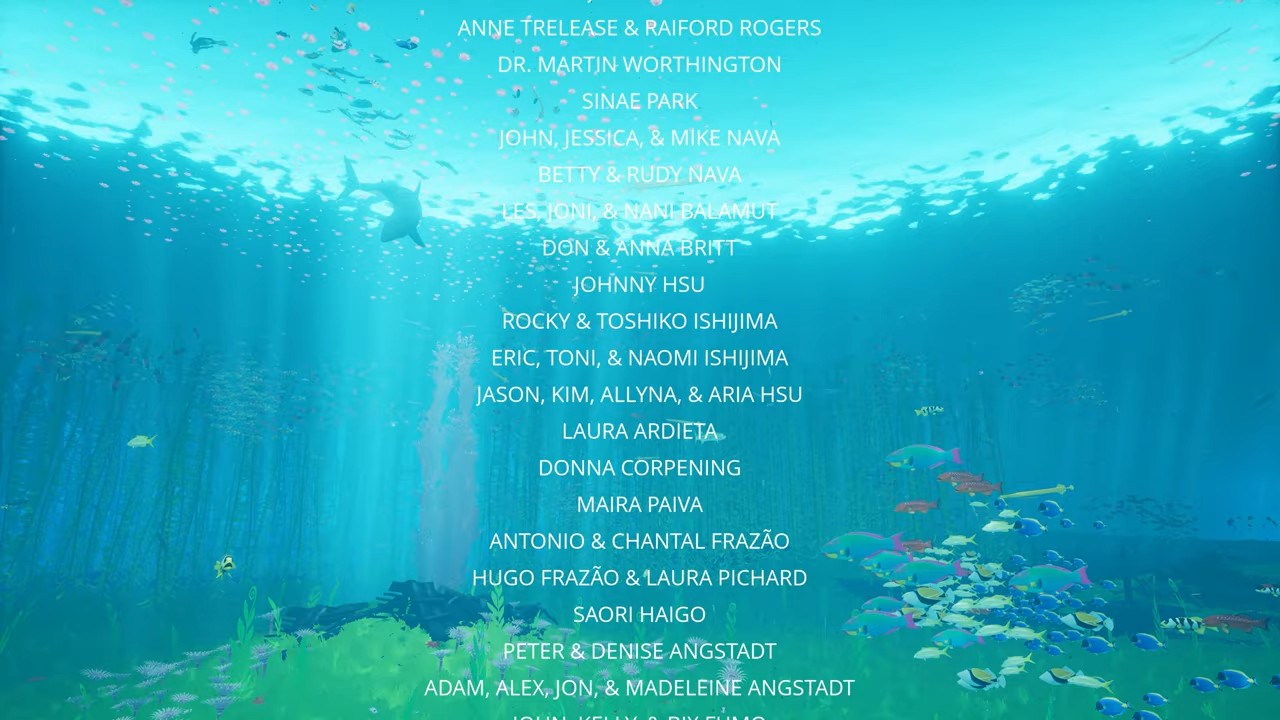 ANNE TRELEASE & RAIFORD ROGERS
DR. MARTIN WORTHINGTON
SINAE PARK
JOHN, JESSICA, & MIKE NAVA
BETTY & RUDY NAVA
LES, JONI, & NANI BALAMUT
DON & ANNA BRITT
JOHNNY HSU
ROCKY & TOSHIKO ISHIJIMA
ERIC, TONI, & NAOMI ISHIJIMA
JASON, KIM, ALLYNA, & ARIA HSU
LAURA ARDIETA
DONNA CORPENING
MAIRA PAIVA
ANTONIO & CHANTAL FRAZÃO
HUGO FRAZÃO & LAURA PICHARD
SAORI HAIGO
PETER & DENISE ANGSTADT
ADAM, ALEX, JON, & MADELEINE ANGSTADT
JOHN, KELLY, &